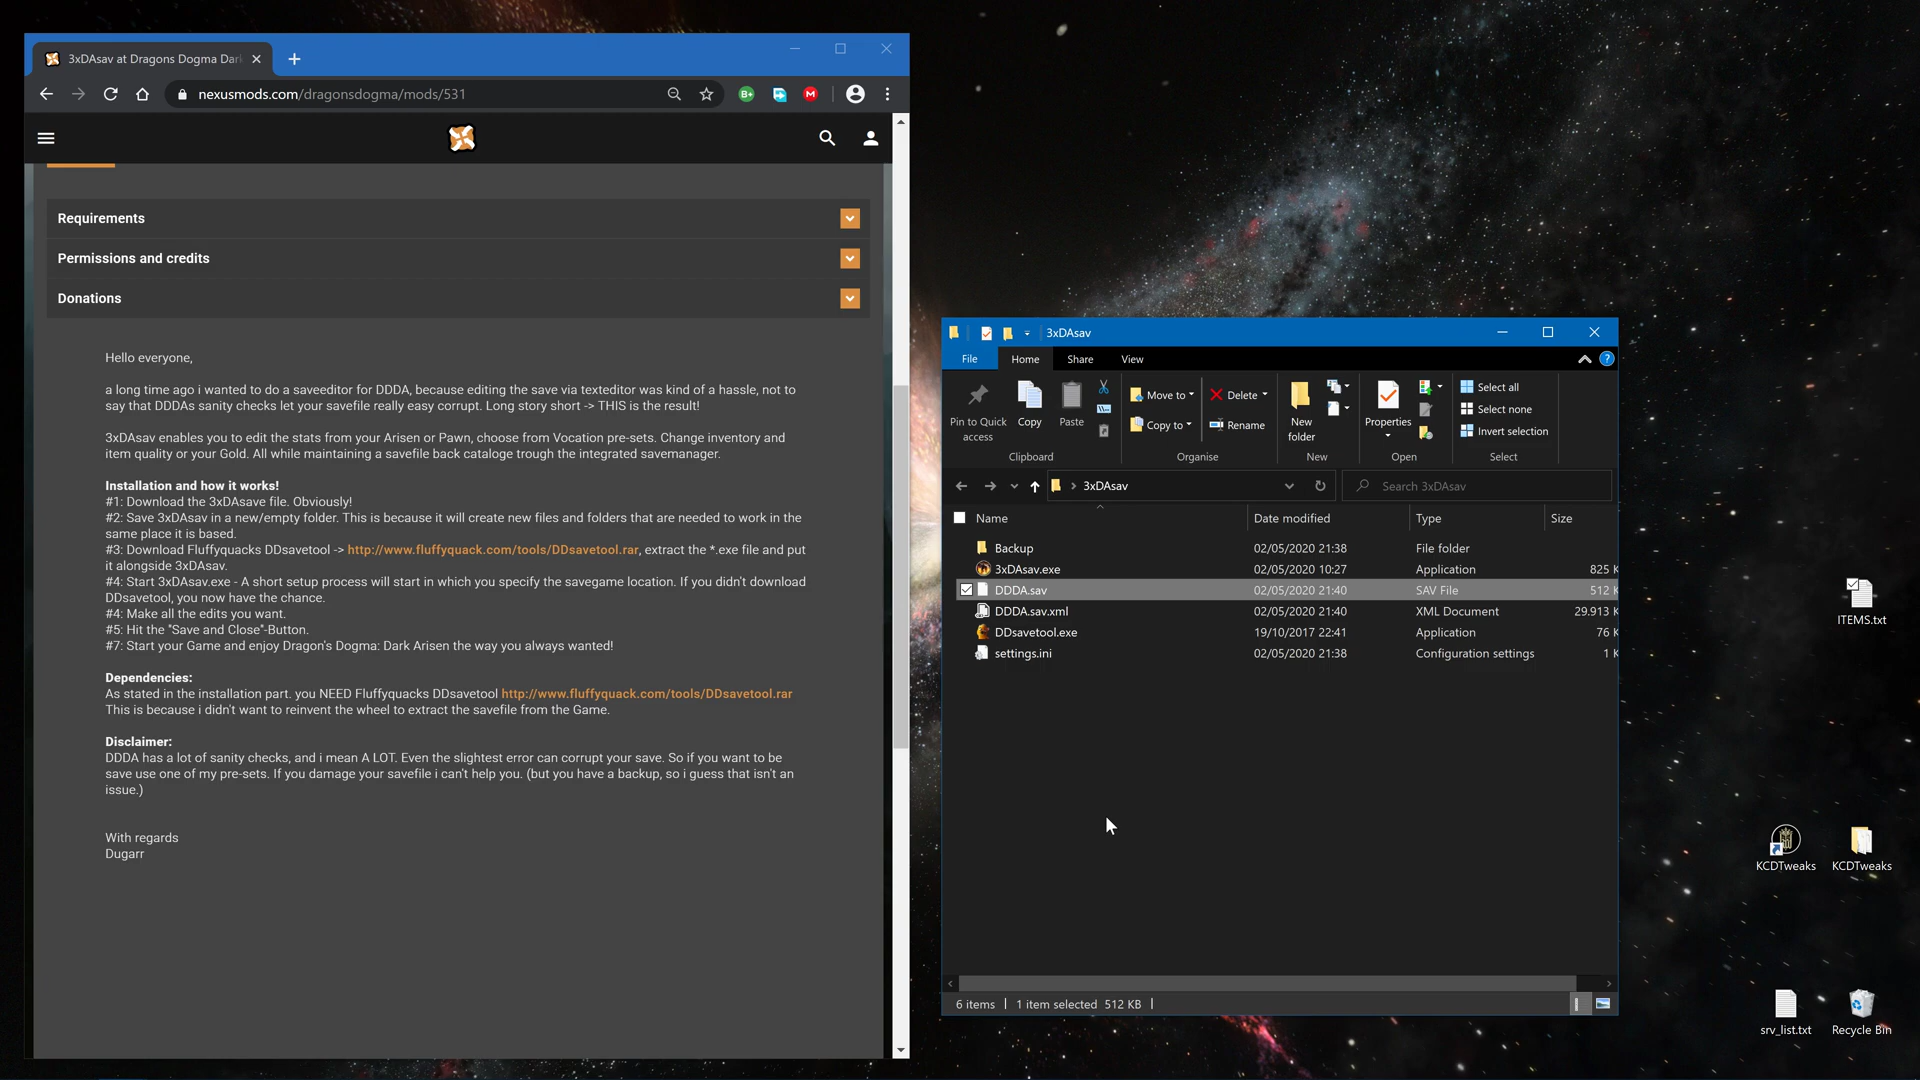 3xDAsav at Dragons Dogma Dar
nexusmods.com/dragonsdogma/mods/531
B+
M
Requirements
Permissions and credits
Donations
Hello everyone,
a long time ago i wanted to do a saveeditor for DDDA, because editing the save via texteditor was kind of a hassle, not to
say that DDDAs sanity checks let your savefile really easy corrupt. Long story short -> THIS is the result!
3xDAsav enables you to edit the stats from your Arisen or Pawn, choose from Vocation pre-sets. Change inventory and
item quality or your Gold. All while maintaining a savefile back cataloge trough the integrated savemanager.
Installation and how it works!
#1: Download the 3xDAsave file. Obviously!
#2: Save 3xDAsav in a new/empty folder. This is because it will create new files and folders that are needed to work in the
same place it is based.
#3: Download Fluffyquacks DDsavetool -> http://www.fluffyquack.com/tools/DDsavetool.rar, extract the *.exe file and put
it alongside 3xDAsav.
#4: Start 3xDAsav.exe - A short setup process will start in which you specify the savegame location. If you didn't download
DDsavetool, you now have the chance.
#4: Make all the edits you want.
#5: Hit the "Save and Close"-Button.
#7: Start your Game and enjoy Dragon's Dogma: Dark Arisen the way you always wanted!
Dependencies:
As stated in the installation part. you NEED Fluffyquacks DDsavetool http://www.fluffyquack.com/tools/DDsavetool.rar
This is because i didn't want to reinvent the wheel to extract the savefile from the Game.
Disclaimer:
DDDA has a lot of sanity checks, and i mean A LOT. Even the slightest error can corrupt your save. So if you want to be
save use one of my pre-sets. If you damage your savefile i can't help you. (but you have a backup, so i guess that isn't an
issue.)
With regards
Dugarr
3xDAsav
File Home Share View
Pin to Quick access
Copy
Paste
Move to
Copy to
Delete
Rename
New folder
Properties
Select all
Select none
Invert selection
Clipboard Organise New Open Select
3xDAsav
Search 3xDAsav
Name Date modified Type Size
Backup 02/05/2020 21:38 File folder
3xDAsav.exe 02/05/2020 10:27 Application 825 K
DDDA.sav 02/05/2020 21:40 SAV File 512 K
DDDA.sav.xml 02/05/2020 21:40 XML Document 29.913 K
DDsavetool.exe 19/10/2017 22:41 Application 76 K
settings.ini 02/05/2020 21:38 Configuration settings 1 K
6 items 1 item selected 512 KB
ITEMS.txt
KCDTweaks
KCDTweaks
srv_list.txt
Recycle Bin